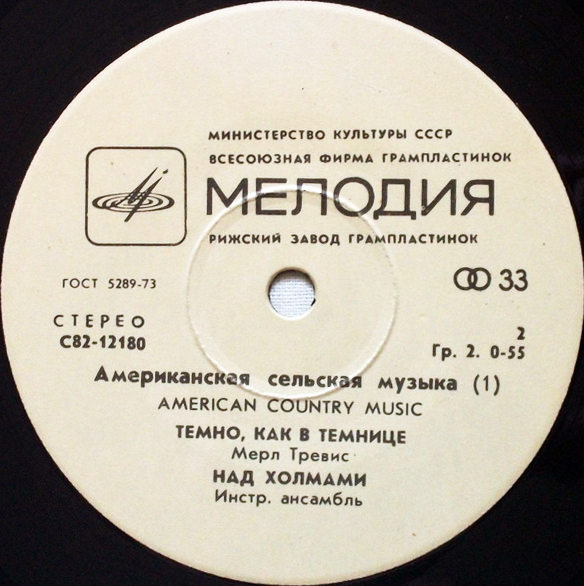 МИНИСТЕРСТВО КУЛЬТУРЫ СССР
ВСЕСОЮЗНАЯ ФИРМА ГРАМПЛАСТИНОК
МЕЛОДИЯ
РИЖСКИЙ ЗАВОД ГРАМПЛАСТИНОК
ГОСТ 5289-73
33
СТЕРЕО
С82-12180
2
Гр. 2. 0-55
Американская сельская музыка (1)
AMERICAN COUNTRY MUSIC
ТЕМНО, КАК В ТЕМНИЦЕ
Мерл Тревис
НАД ХОЛМАМИ
Инстр. ансамбль